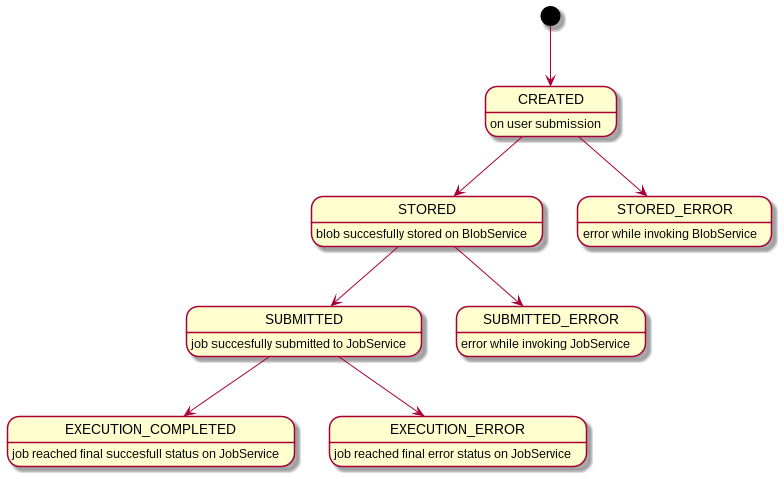 CREATED
on user submission
STORED
blob succesfully stored on BlobService
STORED_ERROR
error while invoking BlobService
SUBMITTED
job succesfully submitted to JobService
SUBMITTED_ERROR
error while invoking JobService
EXECUTION_COMPLETED
job reached final succesfull status on JobService
EXECUTION_ERROR
job reached final error status on JobService